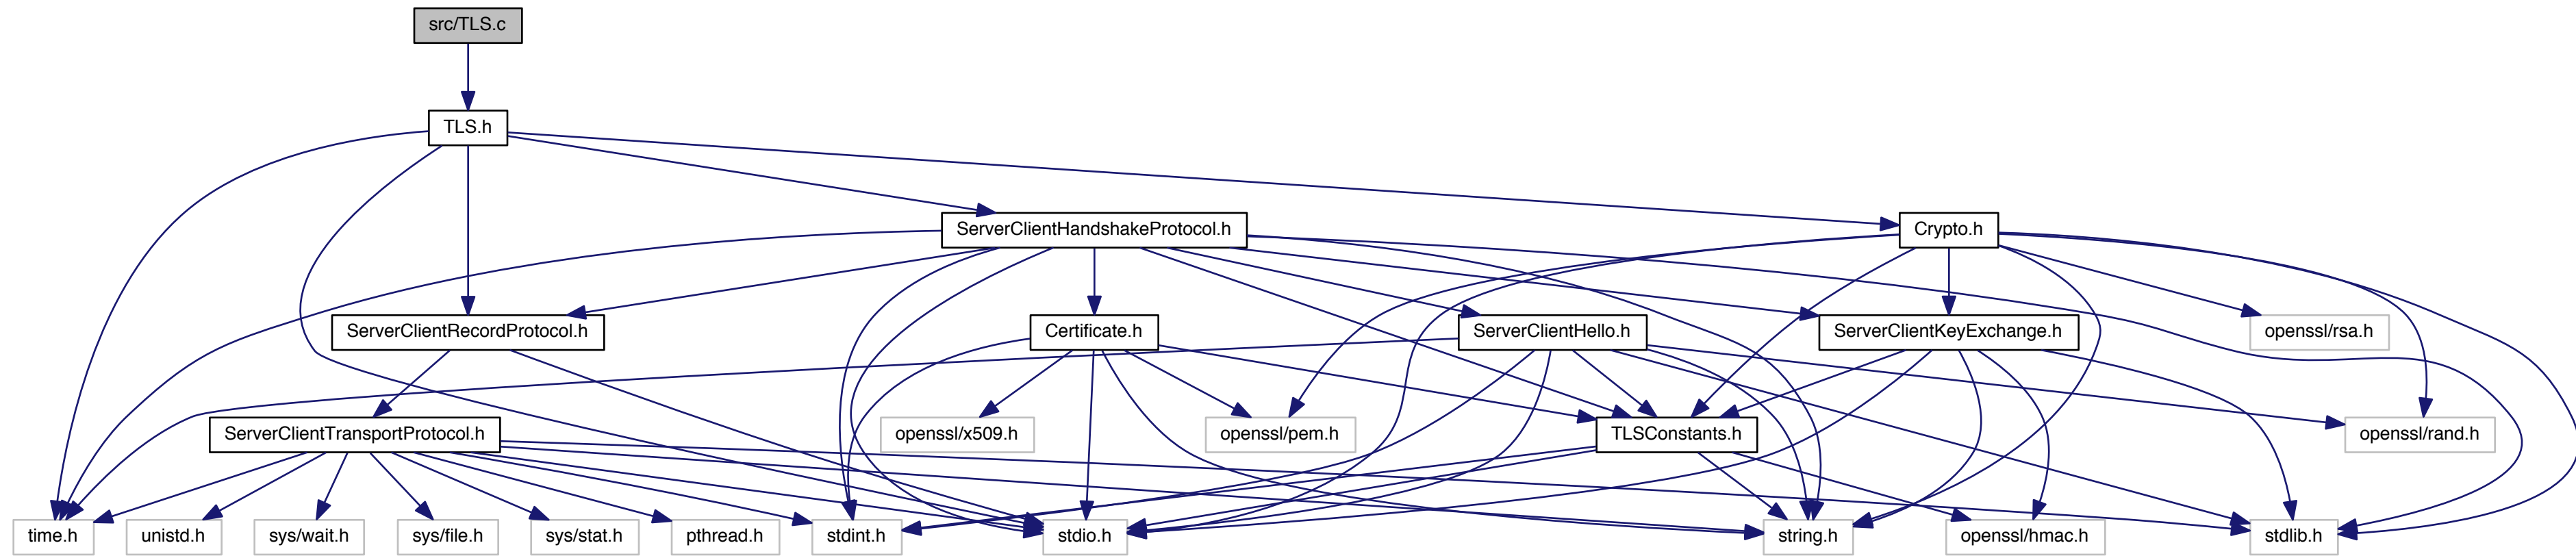 src/TLS.c
TLS.h
ServerClientHandshakeProtocol.h
Crypto.h
ServerClientRecordProtocol.h
Certificate.h
ServerClientHello.h
ServerClientKeyExchange.h
openssl/rsa.h
ServerClientTransportProtocol.h
openssl/x509.h
openssl/pem.h
TLSConstants.h
openssl/rand.h
time.h
unistd.h
sys/wait.h
sys/file.h
sys/stat.h
pthread.h
stdint.h
stdio.h
string.h
openssl/hmac.h
stdlib.h